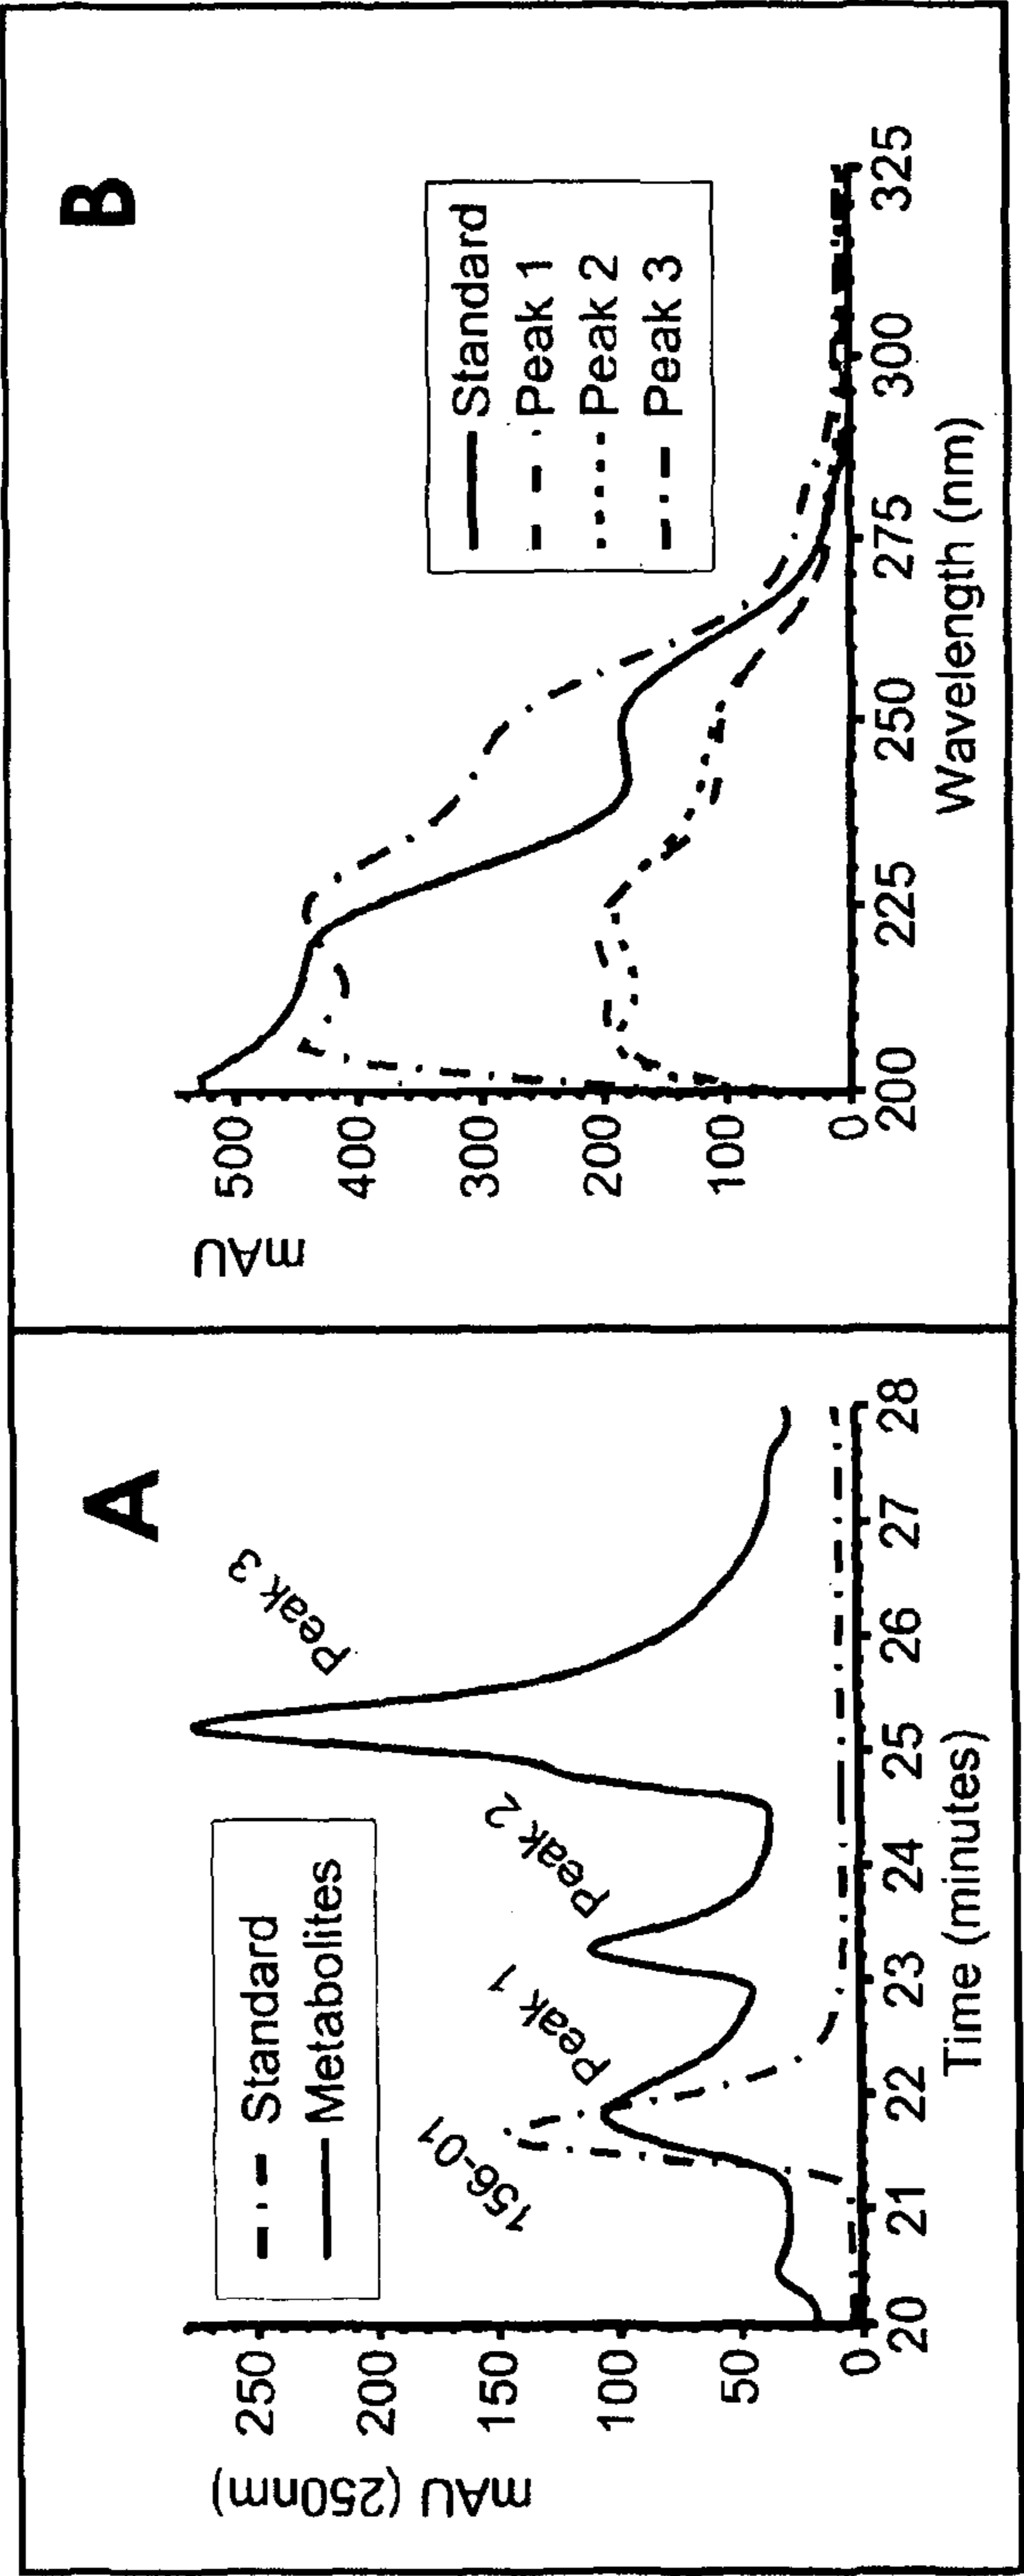 A
mAU (250nm)
250
200
150
100
50
0
Standard
Metabolites
156-01
Peak 1
Peak 2
Peak 3
20 21 22 23 24 25 26 27 28
Time (minutes)
B
mAU
500
400
300
200
100
0
Standard
Peak 1
Peak 2
Peak 3
200 225 250 275 300 325
Wavelength (nm)